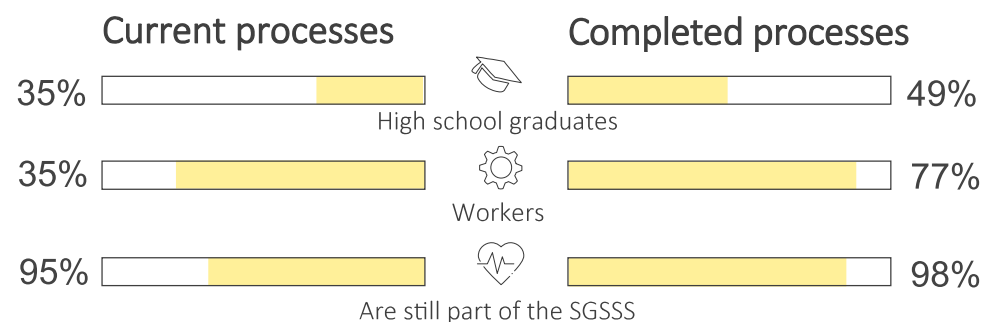 Current processes
Completed processes
35%
49%
High school graduates
35%
77%
Workers
95%
98%
Are still part of the SGSSS